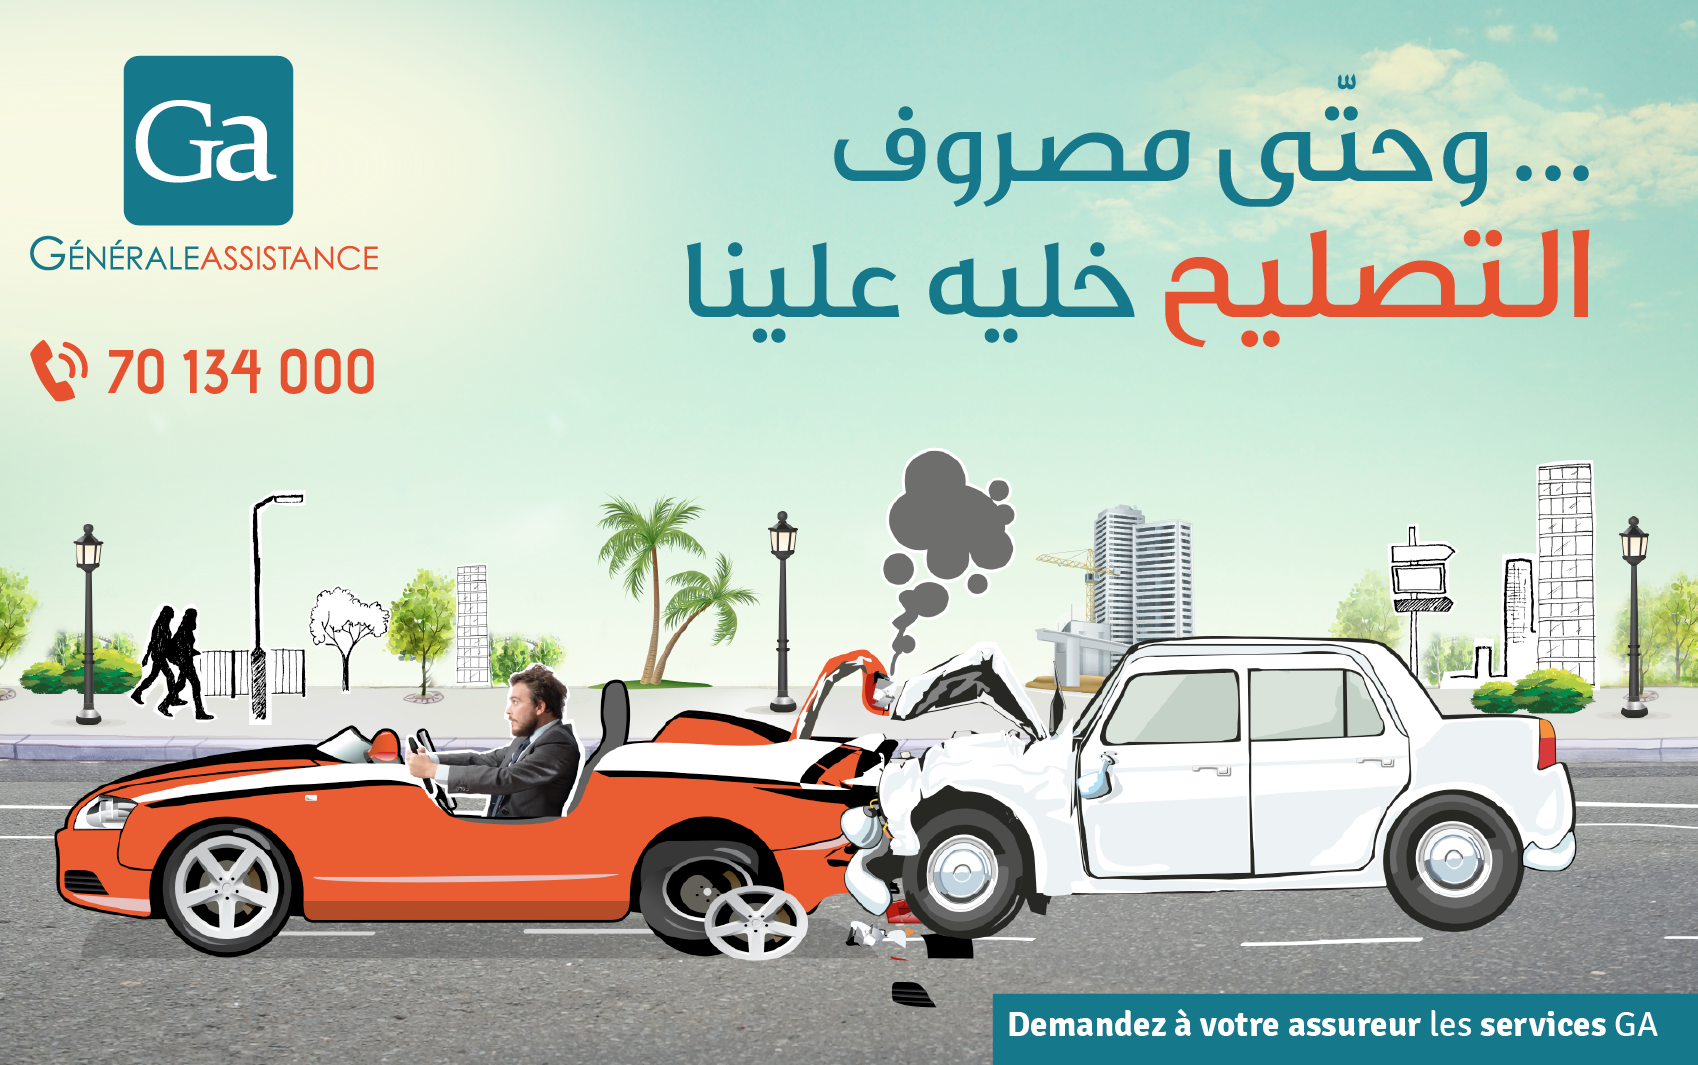 Ga
GÉNÉRALEASSISTANCE
70 134 000
... وحتّى مصروف
التصليح خليه علينا
Demandez à votre assureur les services GA